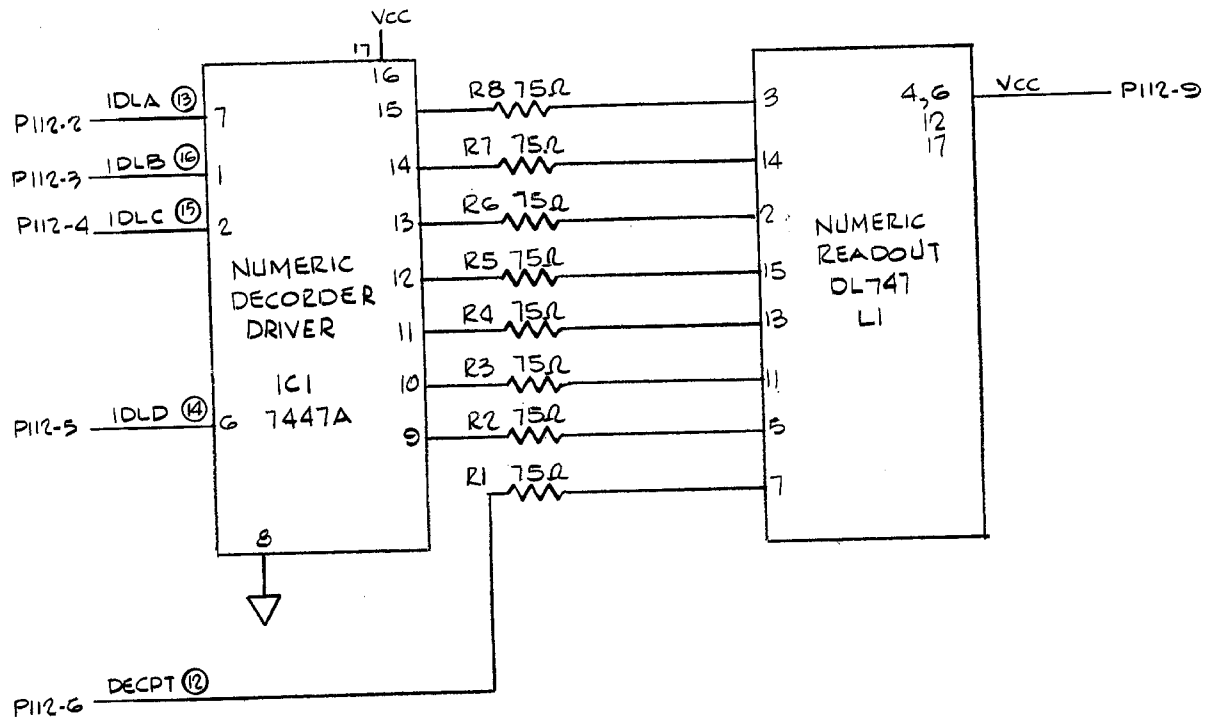 VCC
17
16
P112-2 IDLA 13 7
15 R8 75Ω 3
4,6 VCC P112-9
12
17
P112-3 IDLB 16 1
14 R7 75Ω 14
P112-4 IDLC 15 2
13 R6 75Ω 2
NUMERIC
DECORDER
DRIVER
IC1
7447A
12 R5 75Ω 15
NUMERIC
READOUT
DL747
L1
11 R4 75Ω 13
10 R3 75Ω 11
P112-5 IDLD 14 6
9 R2 75Ω 5
R1 75Ω 7
8
P112-6 DECPT 12